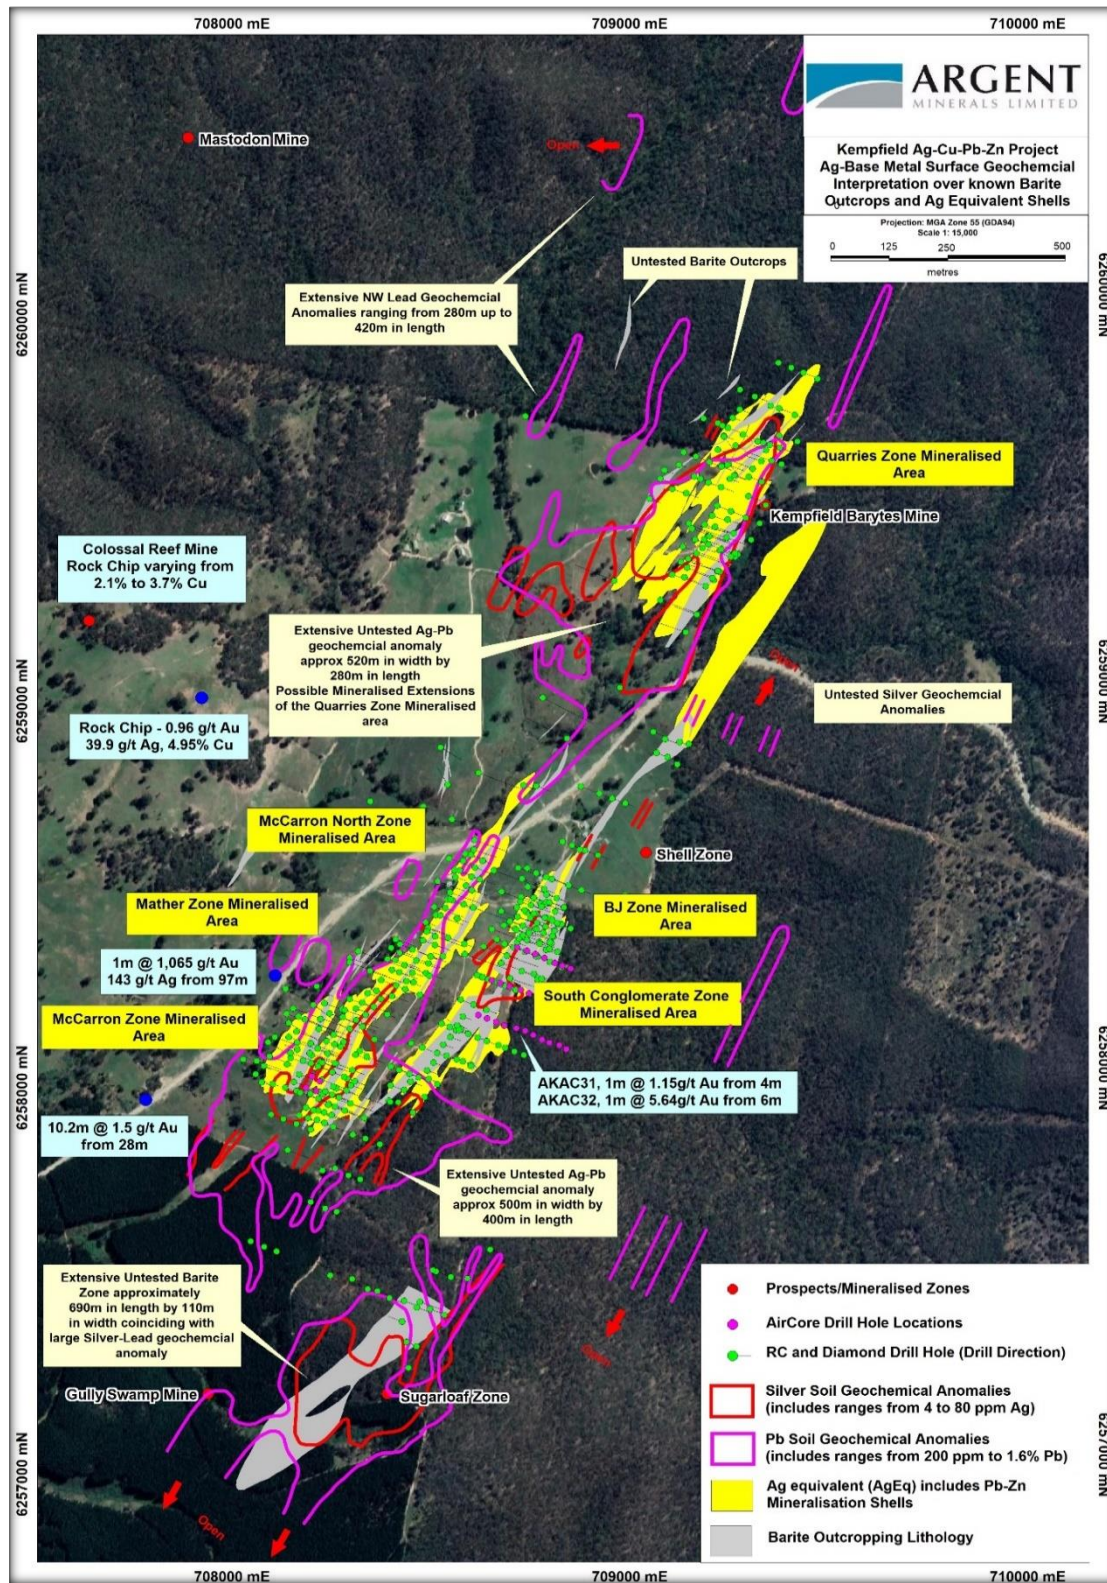 708000 mE
709000 mE
710000 mE
ARGENT
MINERALS LIMITED
Kempfield Ag-Cu-Pb-Zn Project
Ag-Base Metal Surface Geochemcial
Interpretation over known Barite
Outcrops and Ag Equivalent Shells
Projection: MGA Zone 55 (GDA94)
Scale 1: 15,000
0 125 250 500
metres
Mastodon Mine
Open
Untested Barite Outcrops
Extensive NW Lead Geochemcial
Anomalies ranging from 280m up to
420m in length
6260000 mN
6260000 mN
Quarries Zone Mineralised
Area
Kempfield Barytes Mine
Colossal Reef Mine
Rock Chip varying from
2.1% to 3.7% Cu
Extensive Untested Ag-Pb
geochemcial anomaly
approx 520m in width by
280m in length
Possible Mineralised Extensions
of the Quarries Zone Mineralised
area
Open
Untested Silver Geochemcial
Anomalies
6259000 mN
6259000 mN
Rock Chip - 0.96 g/t Au
39.9 g/t Ag, 4.95% Cu
McCarron North Zone
Mineralised Area
Shell Zone
Mather Zone Mineralised
Area
BJ Zone Mineralised
Area
1m @ 1,065 g/t Au
143 g/t Ag from 97m
South Conglomerate Zone
Mineralised Area
McCarron Zone Mineralised
Area
6258000 mN
6258000 mN
AKAC31, 1m @ 1.15g/t Au from 4m
AKAC32, 1m @ 5.64g/t Au from 6m
10.2m @ 1.5 g/t Au
from 28m
Extensive Untested Ag-Pb
geochemcial anomaly
approx 500m in width by
400m in length
Extensive Untested Barite
Zone approximately
690m in length by 110m
in width coinciding with
large Silver-Lead geochemcial
anomaly
Open
Gully Swamp Mine
Sugarloaf Zone
6257000 mN
6257000 mN
Open
Prospects/Mineralised Zones
AirCore Drill Hole Locations
RC and Diamond Drill Hole (Drill Direction)
Silver Soil Geochemical Anomalies
(includes ranges from 4 to 80 ppm Ag)
Pb Soil Geochemical Anomalies
(includes ranges from 200 ppm to 1.6% Pb)
Ag equivalent (AgEq) includes Pb-Zn
Mineralisation Shells
Barite Outcropping Lithology
708000 mE
709000 mE
710000 mE